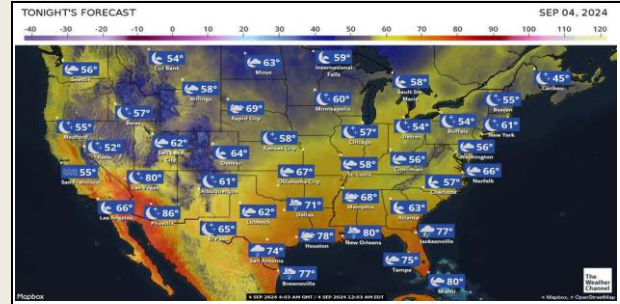 TONIGHT'S FORECAST
SEP 04, 2024
-40 -30 -20 -10 0 10 20 30 40 50 60 70 80 90 100 110 120
56°
Seattle
54°
Cut Bank
63°
Minot
59°
International
Falls
58°
Billings
69°
Rapid City
60°
Minneapolis
58°
Sault Ste.
Marie
45°
Caribou
55°
Boston
57°
Boise
55°
Medford
52°
Reno
62°
Salt Lake
City
64°
Denver
58°
Kansas City
57°
Chicago
54°
Detroit
54°
Buffalo
61°
New York
56°
Washington
55°
San Francisco
80°
Las Vegas
61°
Albuquerque
67°
Oklahoma City
58°
St. Louis
56°
Cincinnati
66°
Norfolk
57°
Charlotte
66°
Los Angeles
86°
Phoenix
65°
El Paso
62°
Lubbock
71°
Dallas
68°
Memphis
63°
Atlanta
74°
San Antonio
78°
Houston
80°
New Orleans
77°
Jacksonville
77°
Brownsville
75°
Tampa
80°
Miami
The
Weather
Channel
Mapbox
4 SEP 2024 4:03 AM GMT / 4 SEP 2024 12:03 AM EDT
© Mapbox, © OpenStreetMap